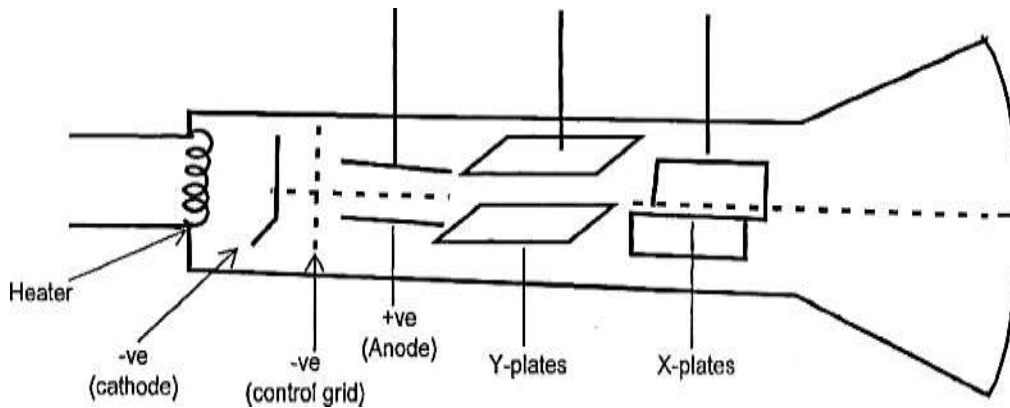 Heater
-ve
(cathode)
-ve
(control grid)
+ve
(Anode)
Y-plates
X-plates